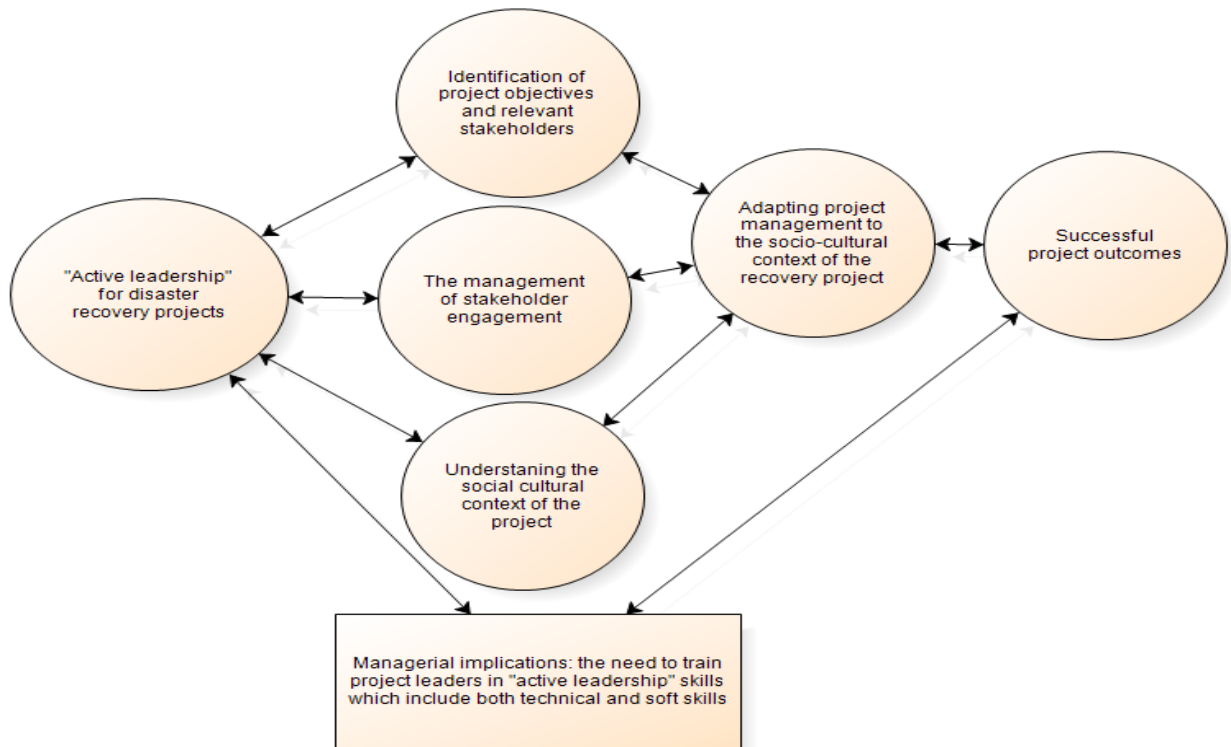 Identification of
project objectives
and relevant
stakeholders
"Active leadership"
for disaster
recovery projects
The management
of stakeholder
engagement
Understaning the
social cultural
context of the
project
Adapting project
management to
the socio-cultural
context of the
recovery project
Successful
project outcomes
Managerial implications: the need to train
project leaders in "active leadership" skills
which include both technical and soft skills